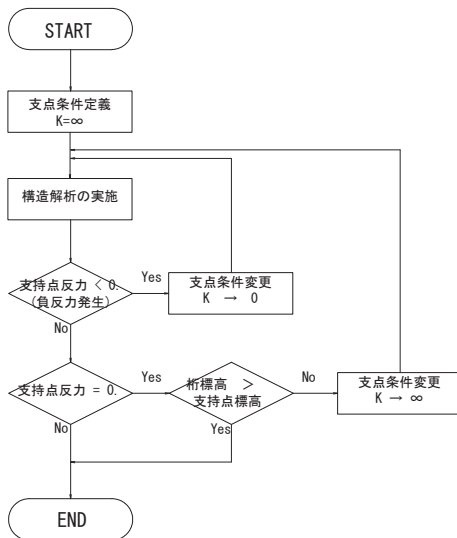 START
支点条件定義
K=∞
構造解析の実施
支持点反力 < 0.
(負反力発生)
Yes
支点条件変更
K → 0
No
支持点反力 = 0.
Yes
桁標高 >
支持点標高
No
支点条件変更
K → ∞
No
Yes
END